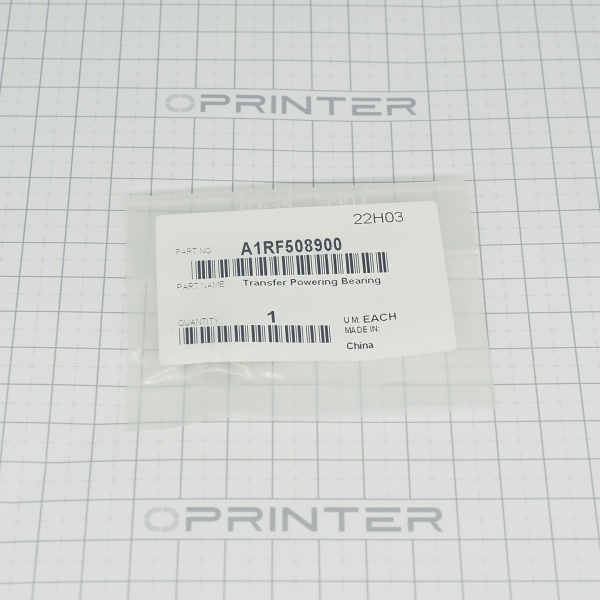 OPRINTER
22H03
PART NO. A1RF508900
PART NAME Transfer Powering Bearing
QUANTITY 1 U M: EACH
MADE IN:
China
OPRINTER